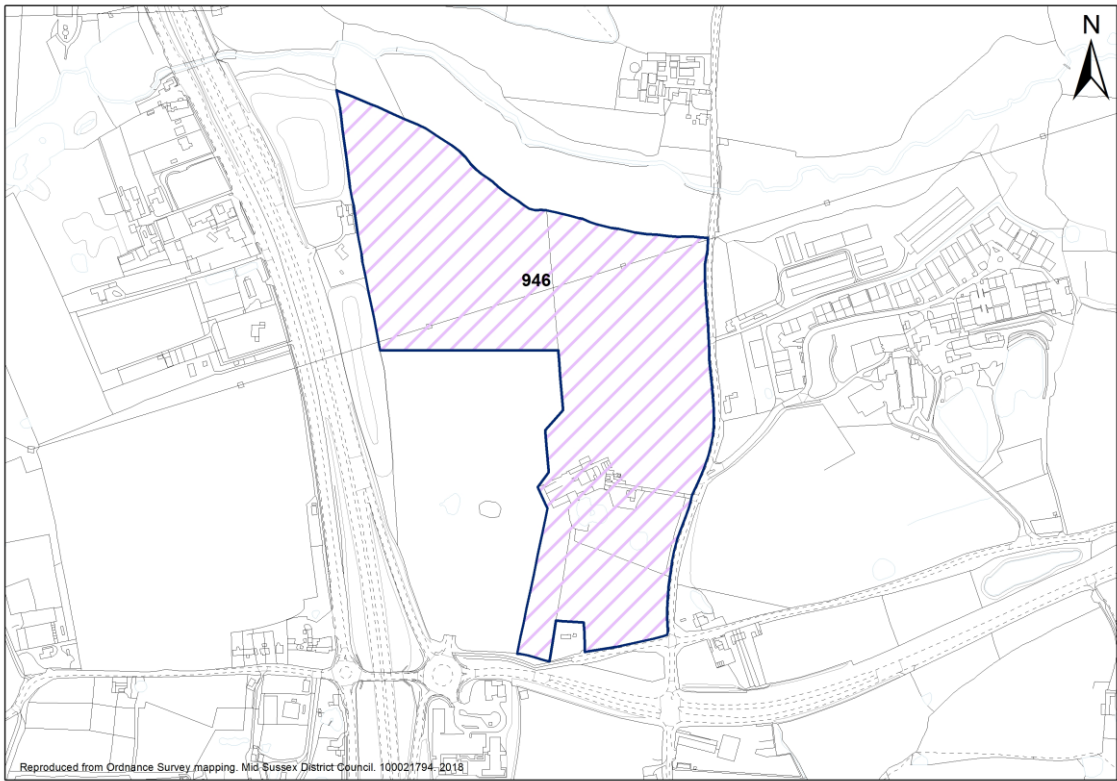 N
946
Reproduced from Ordnance Survey mapping. Mid Sussex District Council. 100021794. 2018